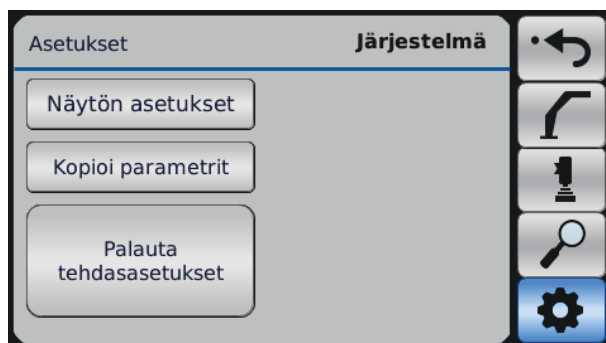 Asetukset Järjestelmä
Näytön asetukset
Kopioi parametrit
Palauta
tehdasasetukset